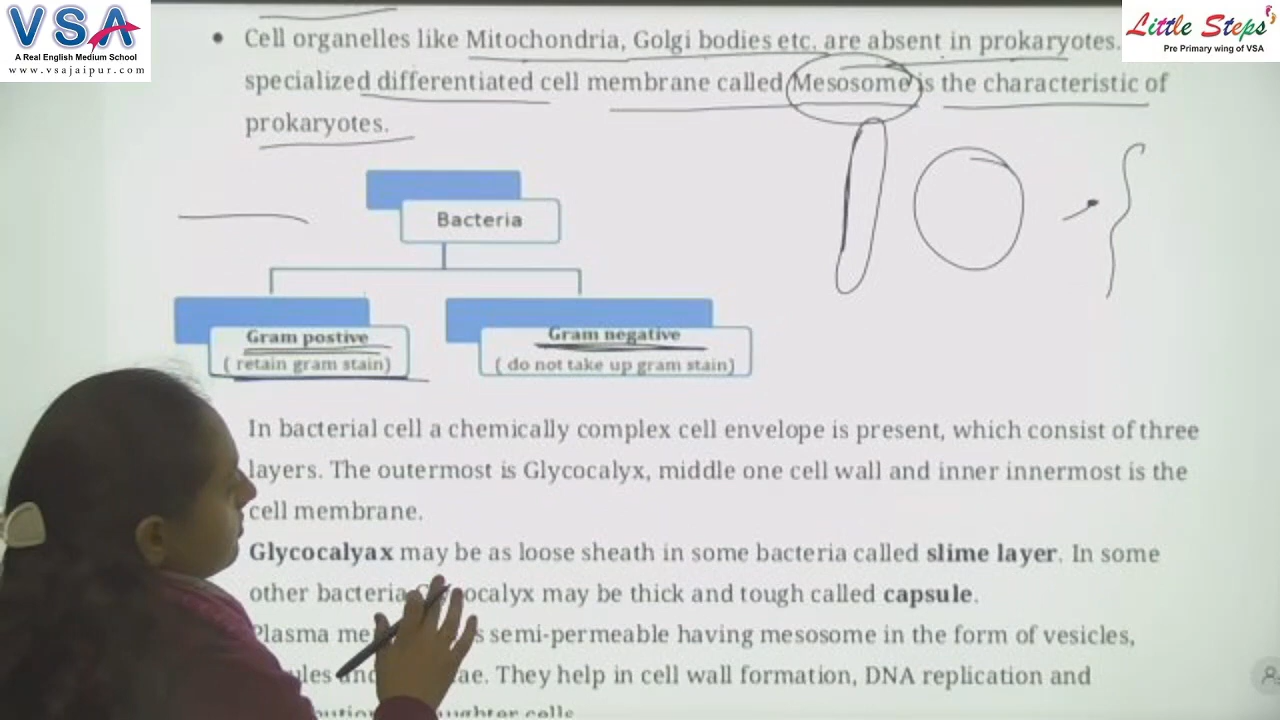 VSA
A Real English Medium School
www.vsajaipur.com
Little Steps
Pre Primary wing of VSA
• Cell organelles like Mitochondria, Golgi bodies etc. are absent in prokaryotes.
specialized differentiated cell membrane called Mesosome is the characteristic of
prokaryotes.
Bacteria
Gram postive
( retain gram stain)
Gram negative
( do not take up gram stain)
In bacterial cell a chemically complex cell envelope is present, which consist of three
layers. The outermost is Glycocalyx, middle one cell wall and inner innermost is the
cell membrane.
Glycocalyax may be as loose sheath in some bacteria called slime layer. In some
other bacteria may be thick and tough called capsule.
Plasma semi-permeable having mesosome in the form of vesicles,
They help in cell wall formation, DNA replication and
cells